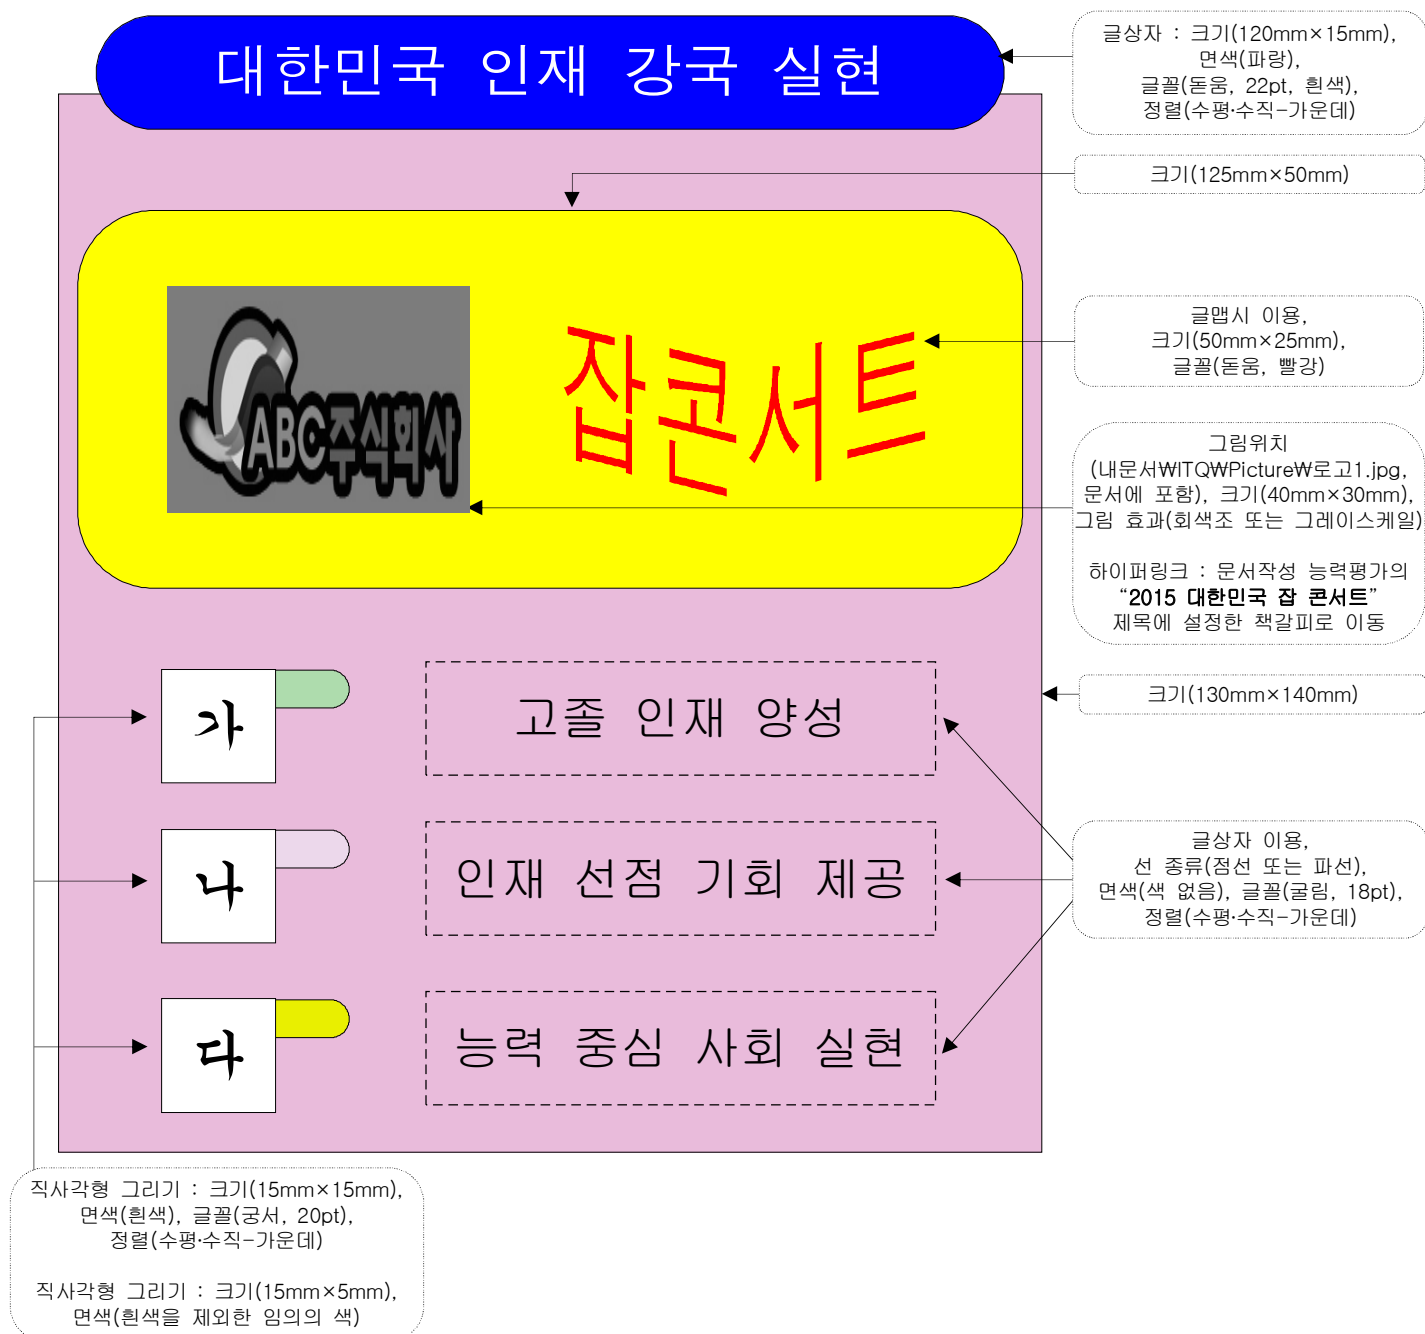 대한민국 인재 강국 실현
글상자 : 크기(120mm×15mm),
면색(파랑),
글꼴(돋움, 22pt, 흰색),
정렬(수평·수직-가운데)
크기(125mm×50mm)
ABC주식회사
잡콘서트
글맵시 이용,
크기(50mm×25mm),
글꼴(돋움, 빨강)
그림위치
(내문서₩ITQ₩Picture₩로고1.jpg,
문서에 포함), 크기(40mm×30mm),
그림 효과(회색조 또는 그레이스케일)
하이퍼링크 : 문서작성 능력평가의
“2015 대한민국 잡 콘서트”
제목에 설정한 책갈피로 이동
크기(130mm×140mm)
가
고졸 인재 양성
나
인재 선점 기회 제공
글상자 이용,
선 종류(점선 또는 파선),
면색(색 없음), 글꼴(굴림, 18pt),
정렬(수평·수직-가운데)
다
능력 중심 사회 실현
직사각형 그리기 : 크기(15mm×15mm),
면색(흰색), 글꼴(궁서, 20pt),
정렬(수평·수직-가운데)
직사각형 그리기 : 크기(15mm×5mm),
면색(흰색을 제외한 임의의 색)